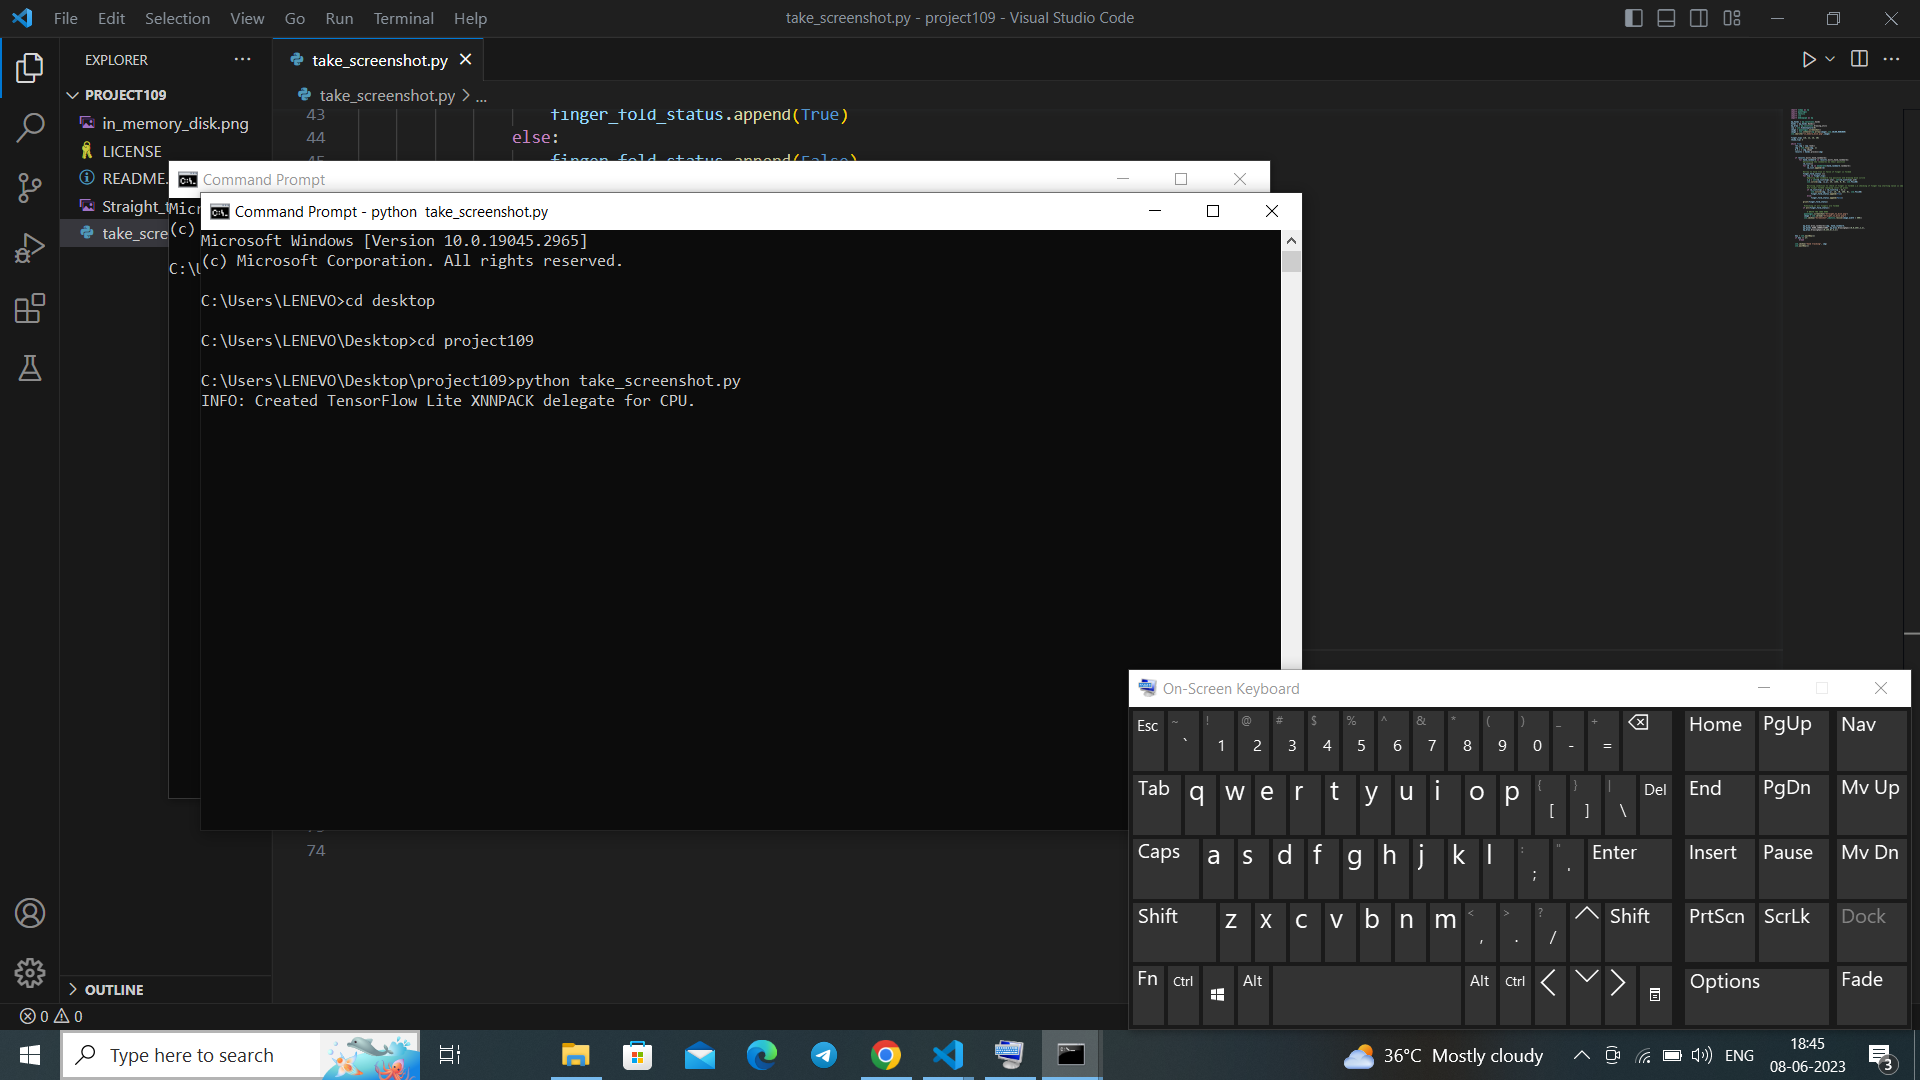 File Edit Selection View Go Run Terminal Help
take_screenshot.py - project109 - Visual Studio Code
EXPLORER
take_screenshot.py
PROJECT109
take_screenshot.py > ...
in_memory_disk.png
LICENSE
README.
Straight_t
take_scre
43 finger_fold_status.append(True)
44 else:
45 finger_fold_status.append(False)
Command Prompt
Micr
(c)
C:\U
Command Prompt - python take_screenshot.py
Microsoft Windows [Version 10.0.19045.2965]
(c) Microsoft Corporation. All rights reserved.
C:\Users\LENEVO>cd desktop
C:\Users\LENEVO\Desktop>cd project109
C:\Users\LENEVO\Desktop\project109>python take_screenshot.py
INFO: Created TensorFlow Lite XNNPACK delegate for CPU.
74
OUTLINE
0 0
On-Screen Keyboard
Esc ~ ` ! 1 @ 2 # 3 $ 4 % 5 ^ 6 & 7 * 8 ( 9 ) 0 _ - + = Home PgUp Nav
Tab q w e r t y u i o p { [ } ] | \ Del End PgDn Mv Up
Caps a s d f g h j k l : ; " ' Enter Insert Pause Mv Dn
Shift z x c v b n m < , > . ? / Shift PrtScn ScrLk Dock
Fn Ctrl Alt Alt Ctrl Options Fade
Type here to search
36°C Mostly cloudy
ENG
18:45
08-06-2023
3